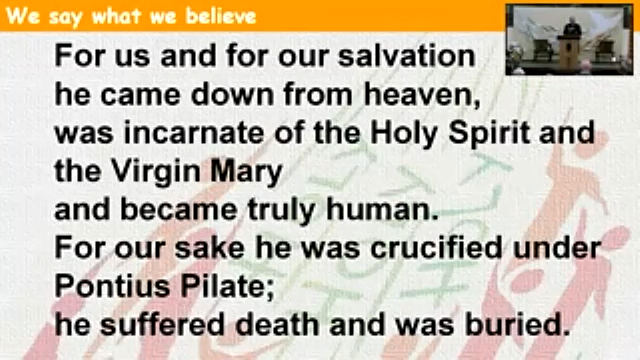 We say what we believe
For us and for our salvation
he came down from heaven,
was incarnate of the Holy Spirit and
the Virgin Mary
and became truly human.
For our sake he was crucified under
Pontius Pilate;
he suffered death and was buried.